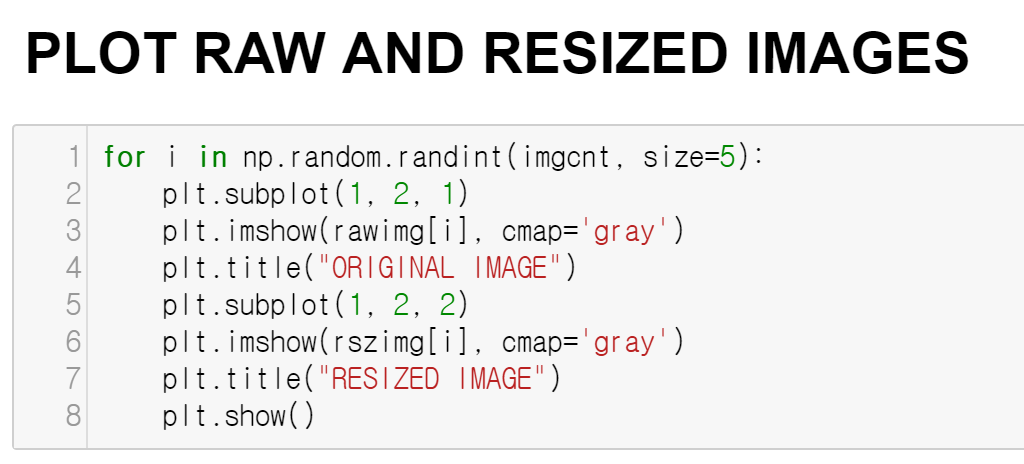 PLOT RAW AND RESIZED IMAGES
1 for i in np.random.randint(imgcnt, size=5):
2     plt.subplot(1, 2, 1)
3     plt.imshow(rawimg[i], cmap='gray')
4     plt.title("ORIGINAL IMAGE")
5     plt.subplot(1, 2, 2)
6     plt.imshow(rszimg[i], cmap='gray')
7     plt.title("RESIZED IMAGE")
8     plt.show()